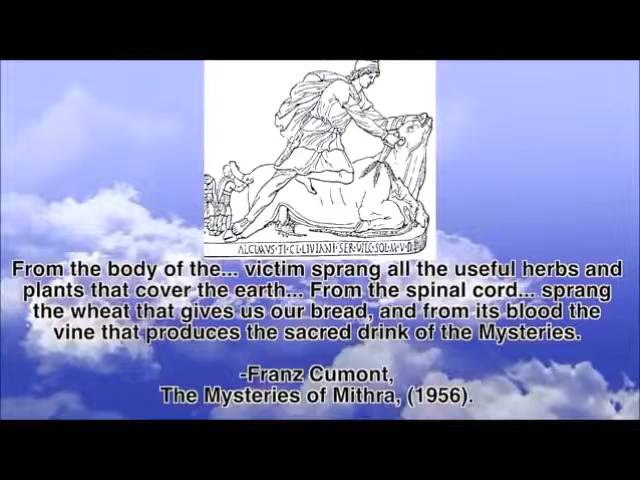 ALCIMVS·TI·CL·LIVIANI·SER·VILC·SOL·M·V·D
From the body of the... victim sprang all the useful herbs and
plants that cover the earth... From the spinal cord... sprang
the wheat that gives us our bread, and from its blood the
vine that produces the sacred drink of the Mysteries.
-Franz Cumont,
The Mysteries of Mithra, (1956).